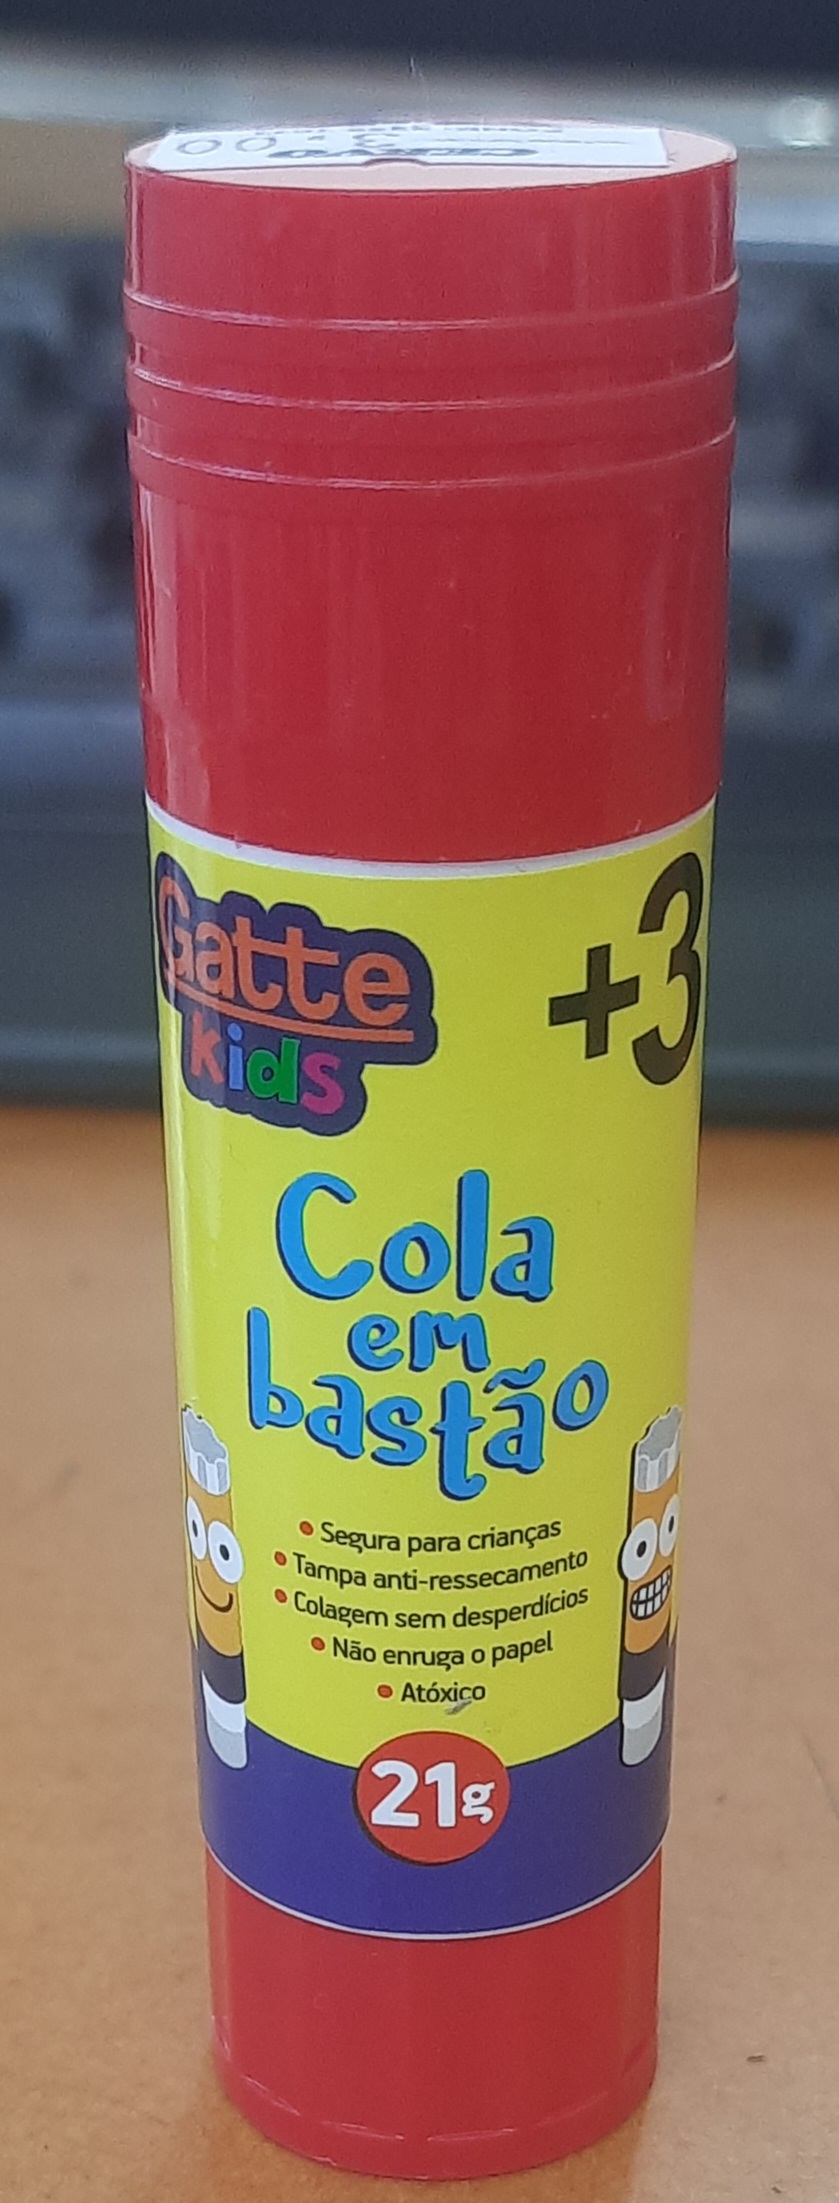 Gatte
kids
+3
Cola
em
bastão
• Segura para crianças
• Tampa anti-ressecamento
• Colagem sem desperdícios
• Não enruga o papel
• Atóxico
21g